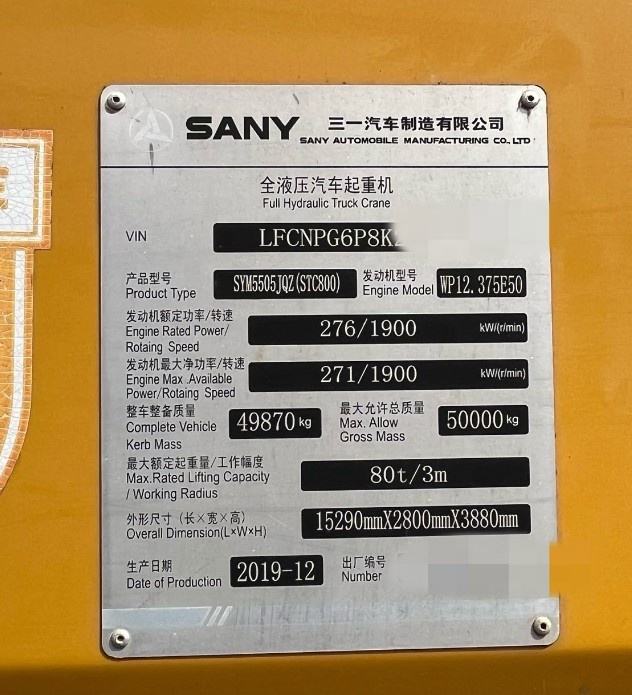 SANY 三一汽车制造有限公司
SANY AUTOMOBILE MANUFACTURING CO., LTD
全液压汽车起重机
Full Hydraulic Truck Crane
VIN LFCNPG6P8K
产品型号 发动机型号
Product Type SYM5505JQZ(STC800) Engine Model WP12.375E50
发动机额定功率/转速
Engine Rated Power/ 276/1900 kW/(r/min)
Rotaing Speed
发动机最大净功率/转速
Engine Max .Available 271/1900 kW/(r/min)
Power/Rotaing Speed
整车整备质量 最大允许总质量
Complete Vehicle 49870 kg Max. Allow 50000 kg
Kerb Mass Gross Mass
最大额定起重量/工作幅度
Max.Rated Lifting Capacity 80t/3m
/ Working Radius
外形尺寸（长×宽×高）
Overall Dimension(L×W×H) 15290mmX2800mmX3880mm
生产日期 出厂编号
Date of Production 2019-12 Number